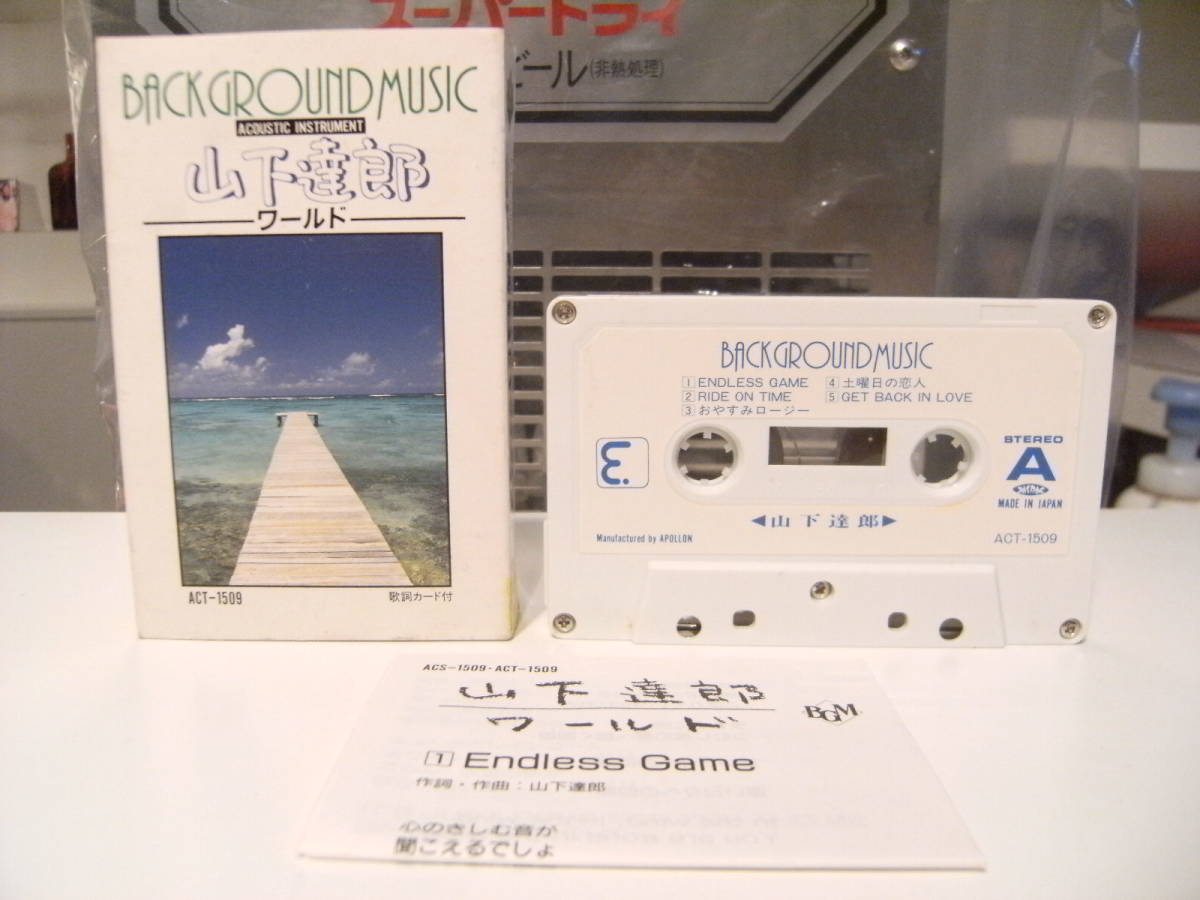 スーパードライ
ビール(非熱処理)
BACKGROUND MUSIC
ACOUSTIC INSTRUMENT
山下達郎
ワールド
ACT-1509
歌詞カード付
BACKGROUND MUSIC
1 ENDLESS GAME
2 RIDE ON TIME
3 おやすみロージー
4 土曜日の恋人
5 GET BACK IN LOVE
STEREO
A
MADE IN JAPAN
◀山下達郎▶
Manufactured by APOLLON
ACT-1509
ACS-1509・ACT-1509
山下達郎
ワールド
BGM
1 Endless Game
作詞・作曲：山下達郎
心のきしむ音が
聞こえるでしょ